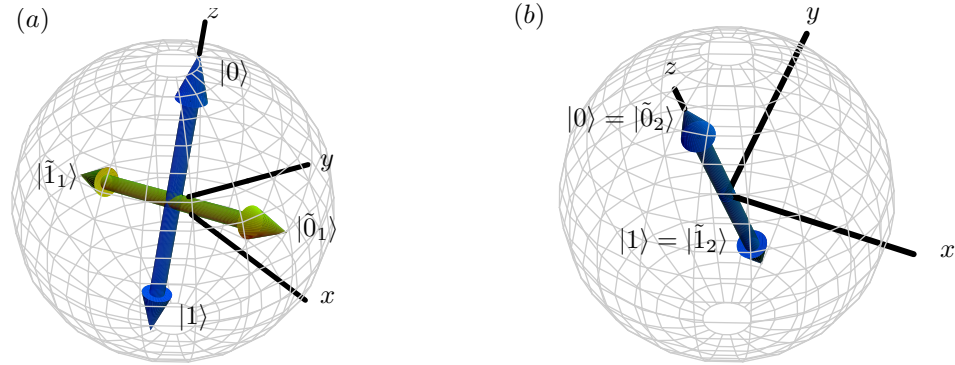 (a)
z
|0⟩
y
|1̃₁⟩
|0̃₁⟩
x
|1⟩
(b)
y
z
|0⟩ = |0̃₂⟩
|1⟩ = |1̃₂⟩
x